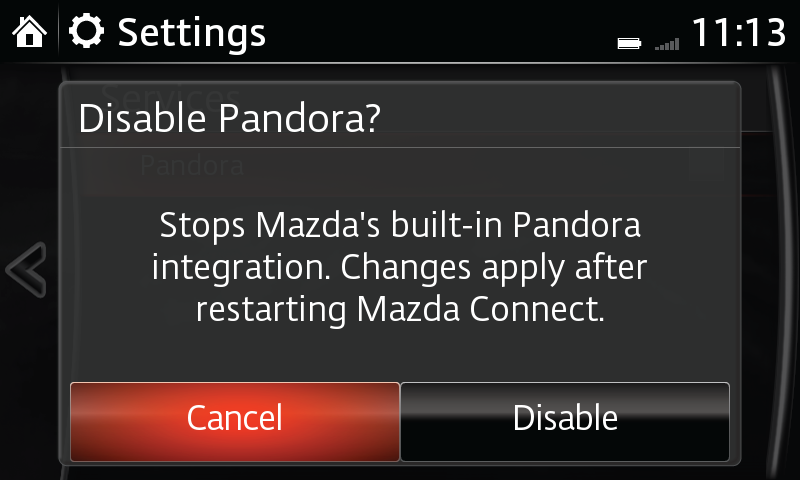 Settings
11:13
Services
Disable Pandora?
Pandora
Stops Mazda's built-in Pandora
integration. Changes apply after
restarting Mazda Connect.
Cancel
Disable